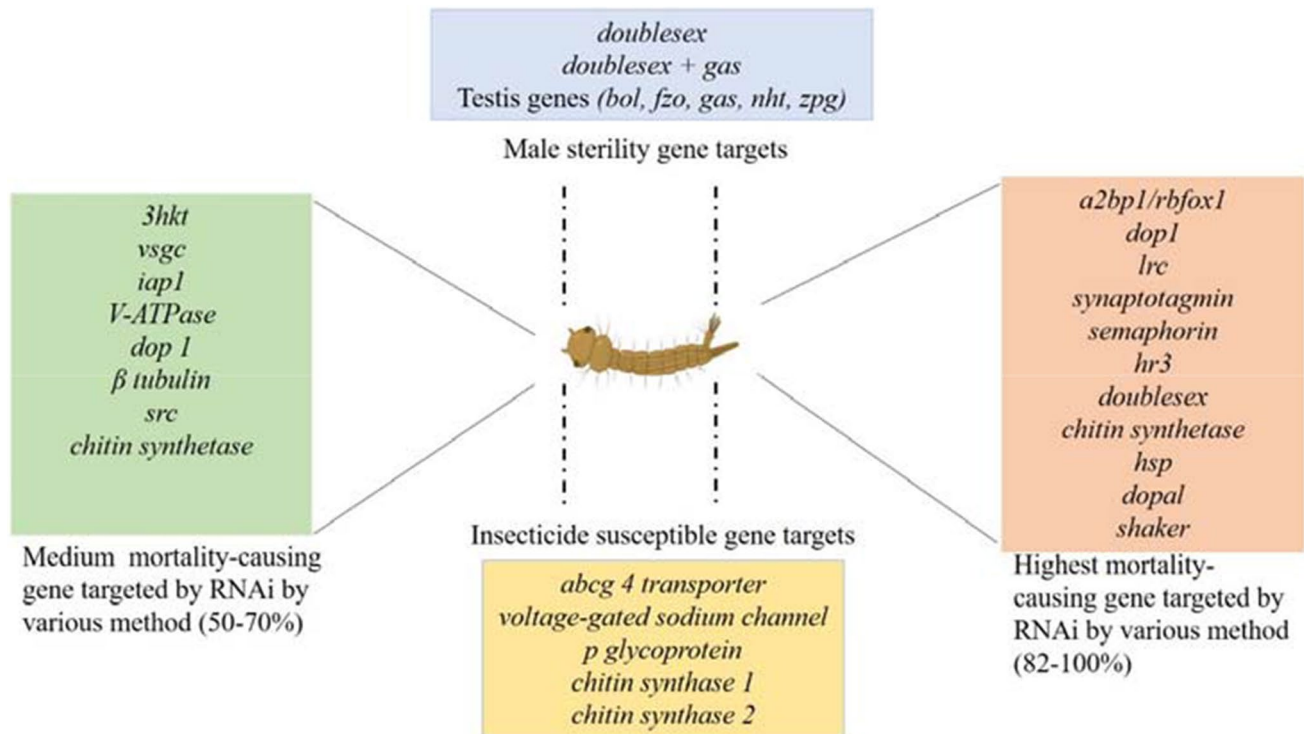 doublesex
doublesex + gas
Testis genes (bol, fzo, gas, nht, zpg)
Male sterility gene targets
3hkt
vsgc
iap1
V-ATPase
dop 1
β tubulin
src
chitin synthetase
Medium mortality-causing
gene targeted by RNAi by
various method (50-70%)
a2bp1/rbfox1
dop1
lrc
synaptotagmin
semaphorin
hr3
doublesex
chitin synthetase
hsp
dopal
shaker
Highest mortality-
causing gene targeted by
RNAi by various method
(82-100%)
Insecticide susceptible gene targets
abcg 4 transporter
voltage-gated sodium channel
p glycoprotein
chitin synthase 1
chitin synthase 2